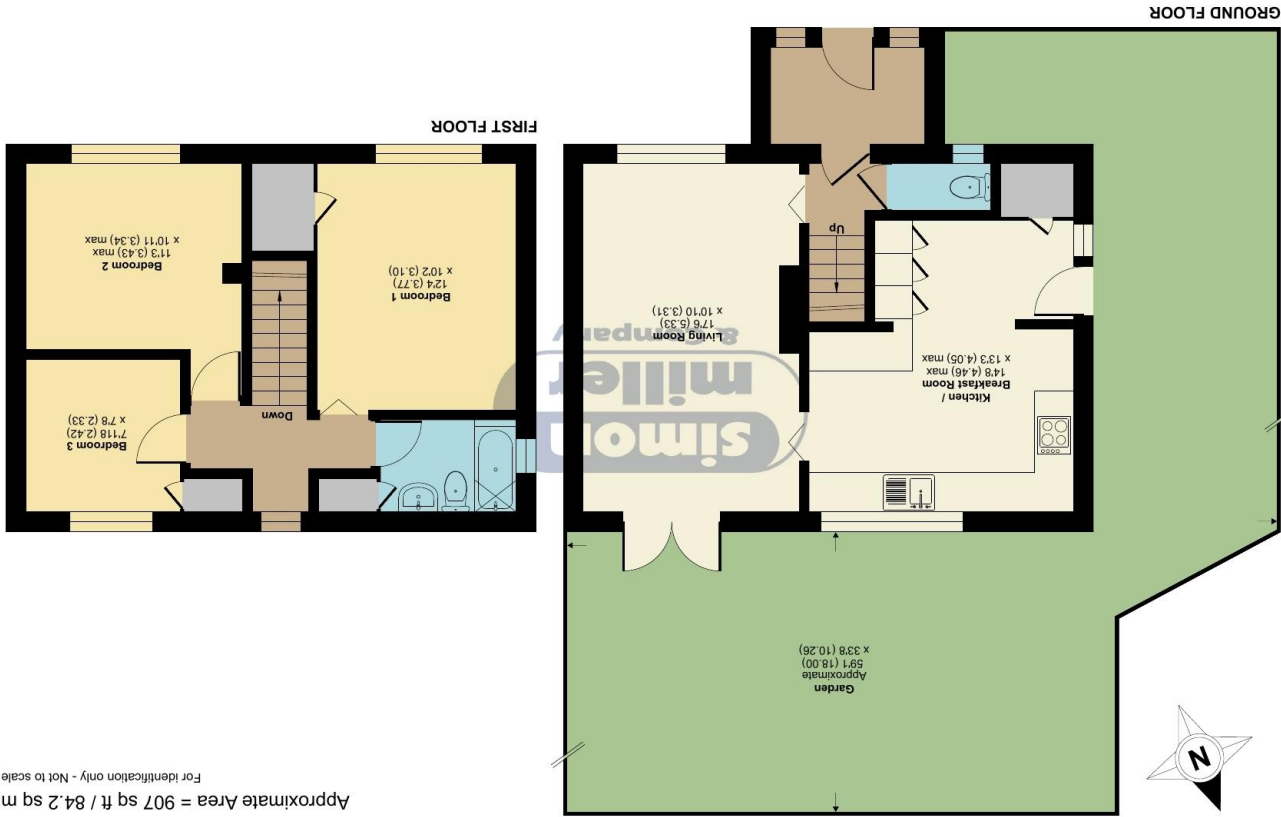 Approximate Area = 907 sq ft / 84.2 sq m
For identification only - Not to scale
N
Garden
Approximate
59'1 (18.00)
x 33'8 (10.26)
Kitchen /
Breakfast Room
14'8 (4.46) max
x 13'3 (4.05) max
Living Room
17'6 (5.33)
x 10'10 (3.31)
Up
GROUND FLOOR
Down
Bedroom 3
7'118 (2.42)
x 7'8 (2.33)
Bedroom 1
12'4 (3.77)
x 10'2 (3.10)
Bedroom 2
11'3 (3.43) max
x 10'11 (3.34) max
FIRST FLOOR
simon
miller
& Company